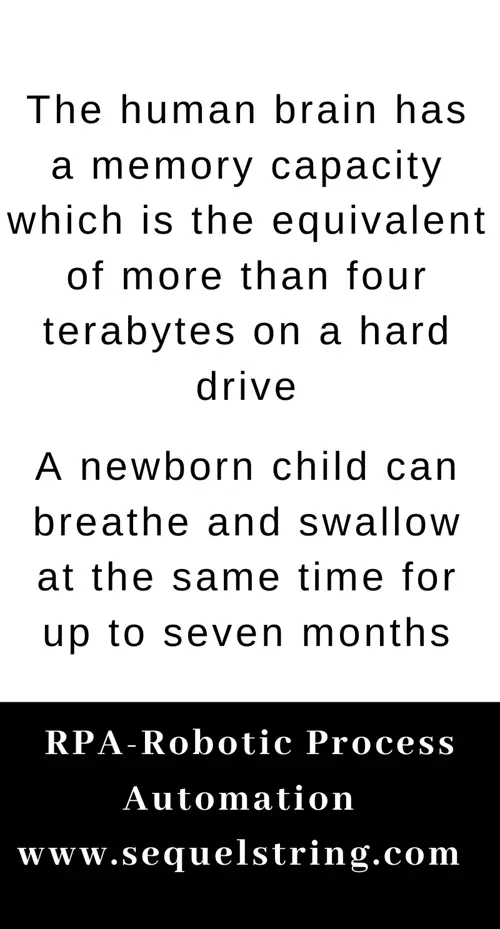 The human brain has
a memory capacity
which is the equivalent
of more than four
terabytes on a hard
drive
A newborn child can
breathe and swallow
at the same time for
up to seven months
RPA-Robotic Process
Automation
www.sequelstring.com